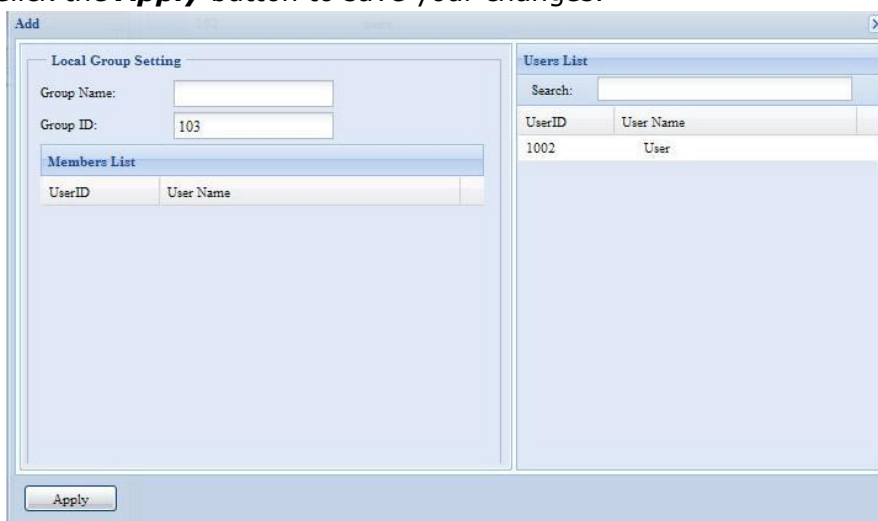 click the Apply button to save your changes.
Add
Local Group Setting
Group Name:
Group ID: 103
Members List
UserID User Name
Users List
Search:
UserID User Name
1002 User
Apply